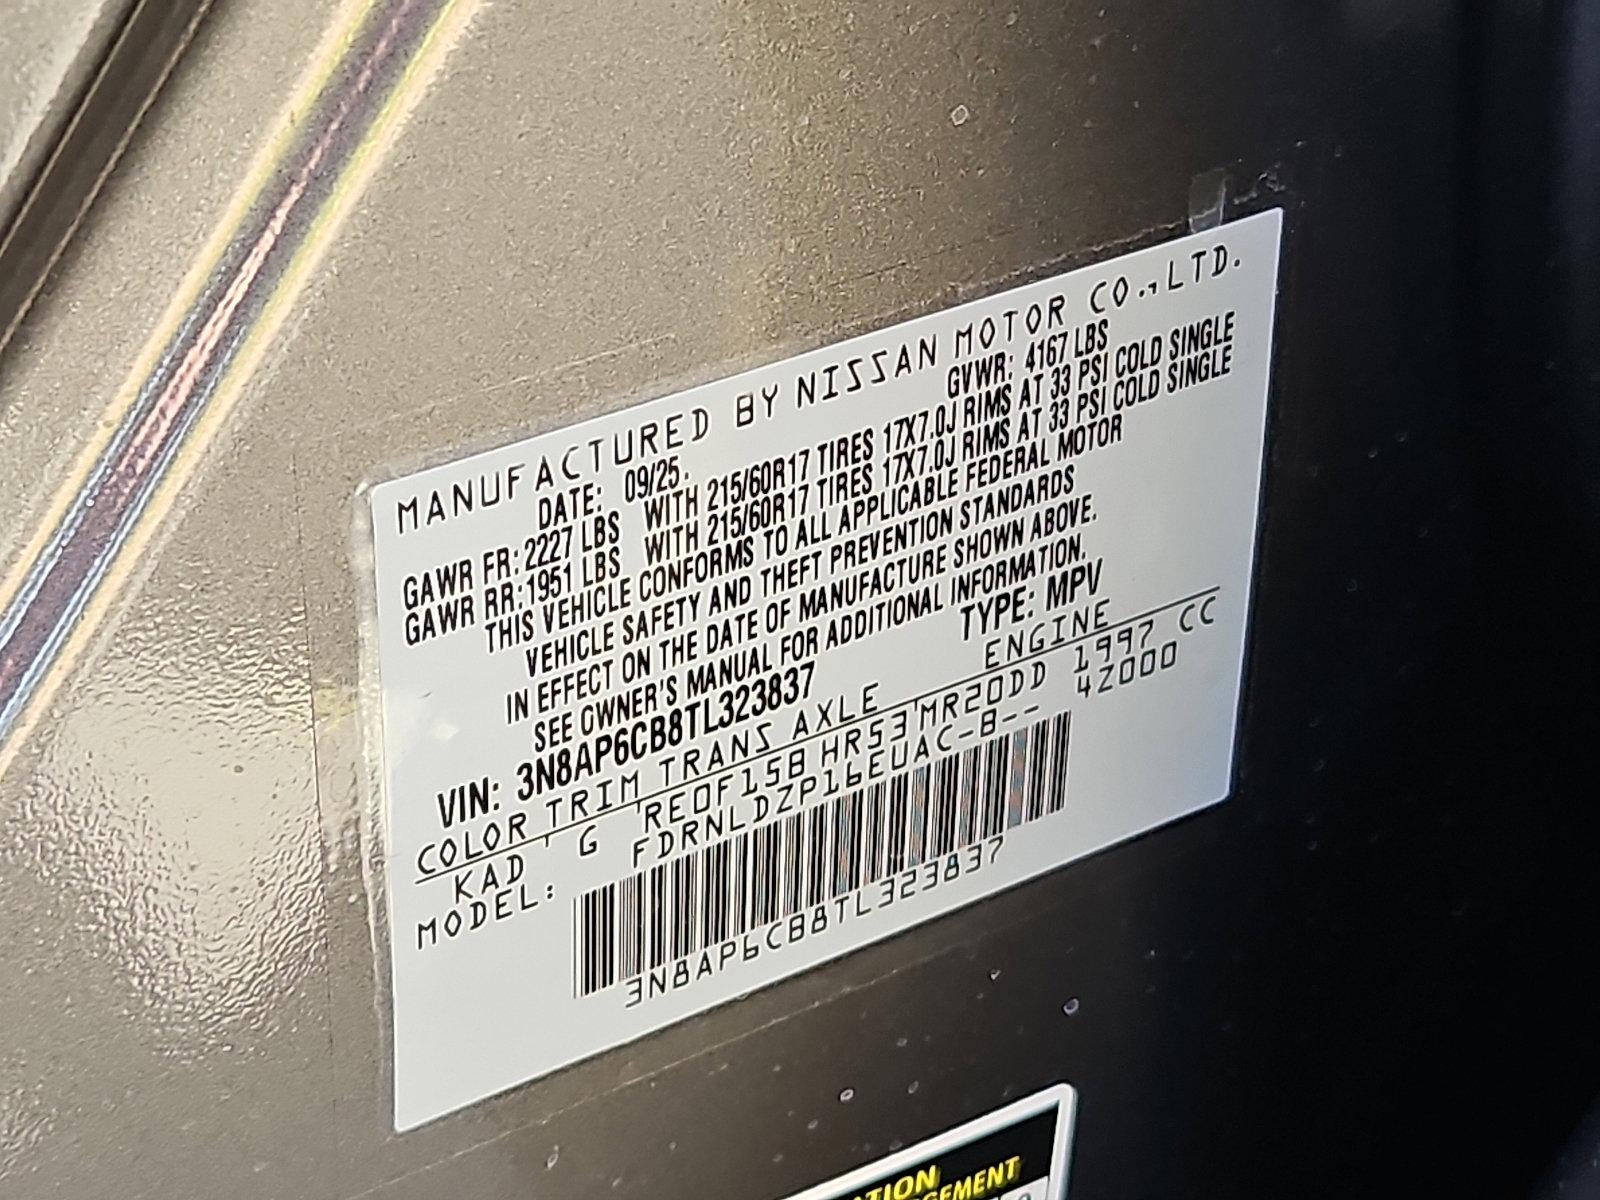 MANUFACTURED BY NISSAN MOTOR CO.,LTD.
DATE: 09/25. GVWR: 4167 LBS
GAWR FR: 2227 LBS WITH 215/60R17 TIRES 17X7.0J RIMS AT 33 PSI COLD SINGLE
GAWR RR: 1951 LBS WITH 215/60R17 TIRES 17X7.0J RIMS AT 33 PSI COLD SINGLE
THIS VEHICLE CONFORMS TO ALL APPLICABLE FEDERAL MOTOR
VEHICLE SAFETY AND THEFT PREVENTION STANDARDS
IN EFFECT ON THE DATE OF MANUFACTURE SHOWN ABOVE.
SEE OWNER'S MANUAL FOR ADDITIONAL INFORMATION.
VIN: 3N8AP6CB8TL323837 TYPE: MPV
COLOR TRIM TRANS AXLE ENGINE
KAD G RE0F15B HR53 MR20DD 1997 CC
MODEL: FDRNLDZP16EUAC-B-- 4Z000
3N8AP6CB8TL323837